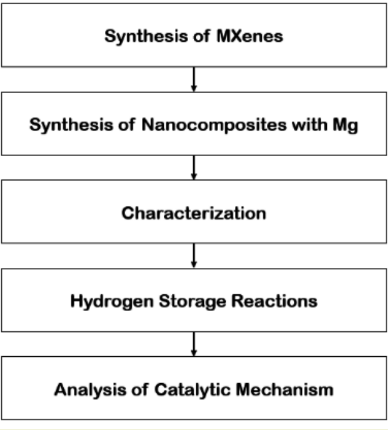 Synthesis of MXenes
Synthesis of Nanocomposites with Mg
Characterization
Hydrogen Storage Reactions
Analysis of Catalytic Mechanism